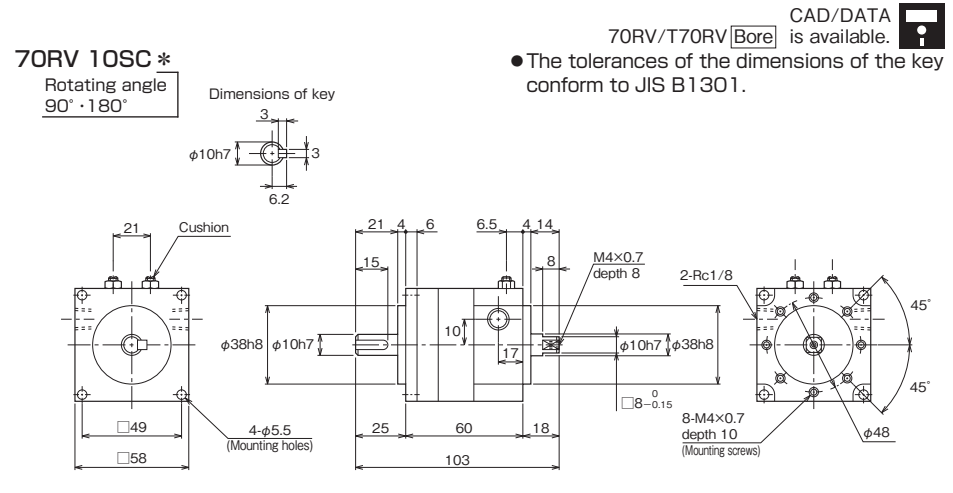 CAD/DATA
70RV/T70RV Bore is available.
70RV 10SC＊
Rotating angle
90°・180°
●The tolerances of the dimensions of the key
conform to JIS B1301.
Dimensions of key
3
φ10h7
3
6.2
21
Cushion
□49
□58
4-φ5.5
(Mounting holes)
21 4 6 6.5 4 14
15
8
M4×0.7
depth 8
φ38h8
φ10h7
10
17
φ10h7
φ38h8
□8 0 −0.15
25 60 18
103
2-Rc1/8
45°
45°
8-M4×0.7
depth 10
(Mounting screws)
φ48